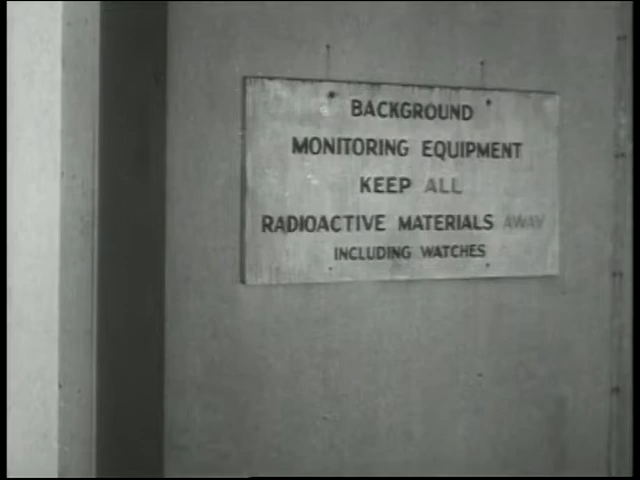 BACKGROUND
MONITORING EQUIPMENT
KEEP ALL
RADIOACTIVE MATERIALS AWAY
INCLUDING WATCHES